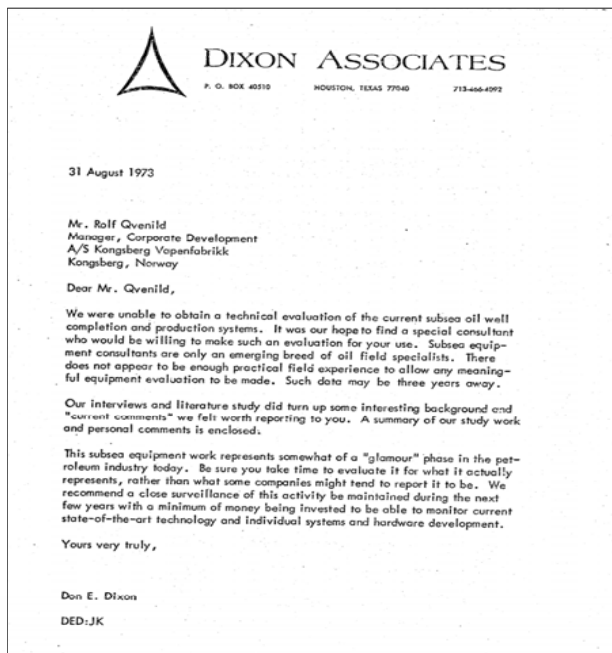 DIXON ASSOCIATES
P. O. BOX 40510 HOUSTON, TEXAS 77040 713-466-4092
31 August 1973
Mr. Rolf Qvenild
Manager, Corporate Development
A/S Kongsberg Vapenfabrikk
Kongsberg, Norway
Dear Mr. Qvenild,
We were unable to obtain a technical evaluation of the current subsea oil well
completion and production systems. It was our hope to find a special consultant
who would be willing to make such an evaluation for your use. Subsea equip-
ment consultants are only an emerging breed of oil field specialists. There
does not appear to be enough practical field experience to allow any meaning-
ful equipment evaluation to be made. Such data may be three years away.
Our interviews and literature study did turn up some interesting background and
"current comments" we felt worth reporting to you. A summary of our study work
and personal comments is enclosed.
This subsea equipment work represents somewhat of a "glamour" phase in the pet-
roleum industry today. Be sure you take time to evaluate it for what it actually
represents, rather than what some companies might tend to report it to be. We
recommend a close surveillance of this activity be maintained during the next
few years with a minimum of money being invested to be able to monitor current
state-of-the-art technology and individual systems and hardware development.
Yours very truly,
Don E. Dixon
DED:JK